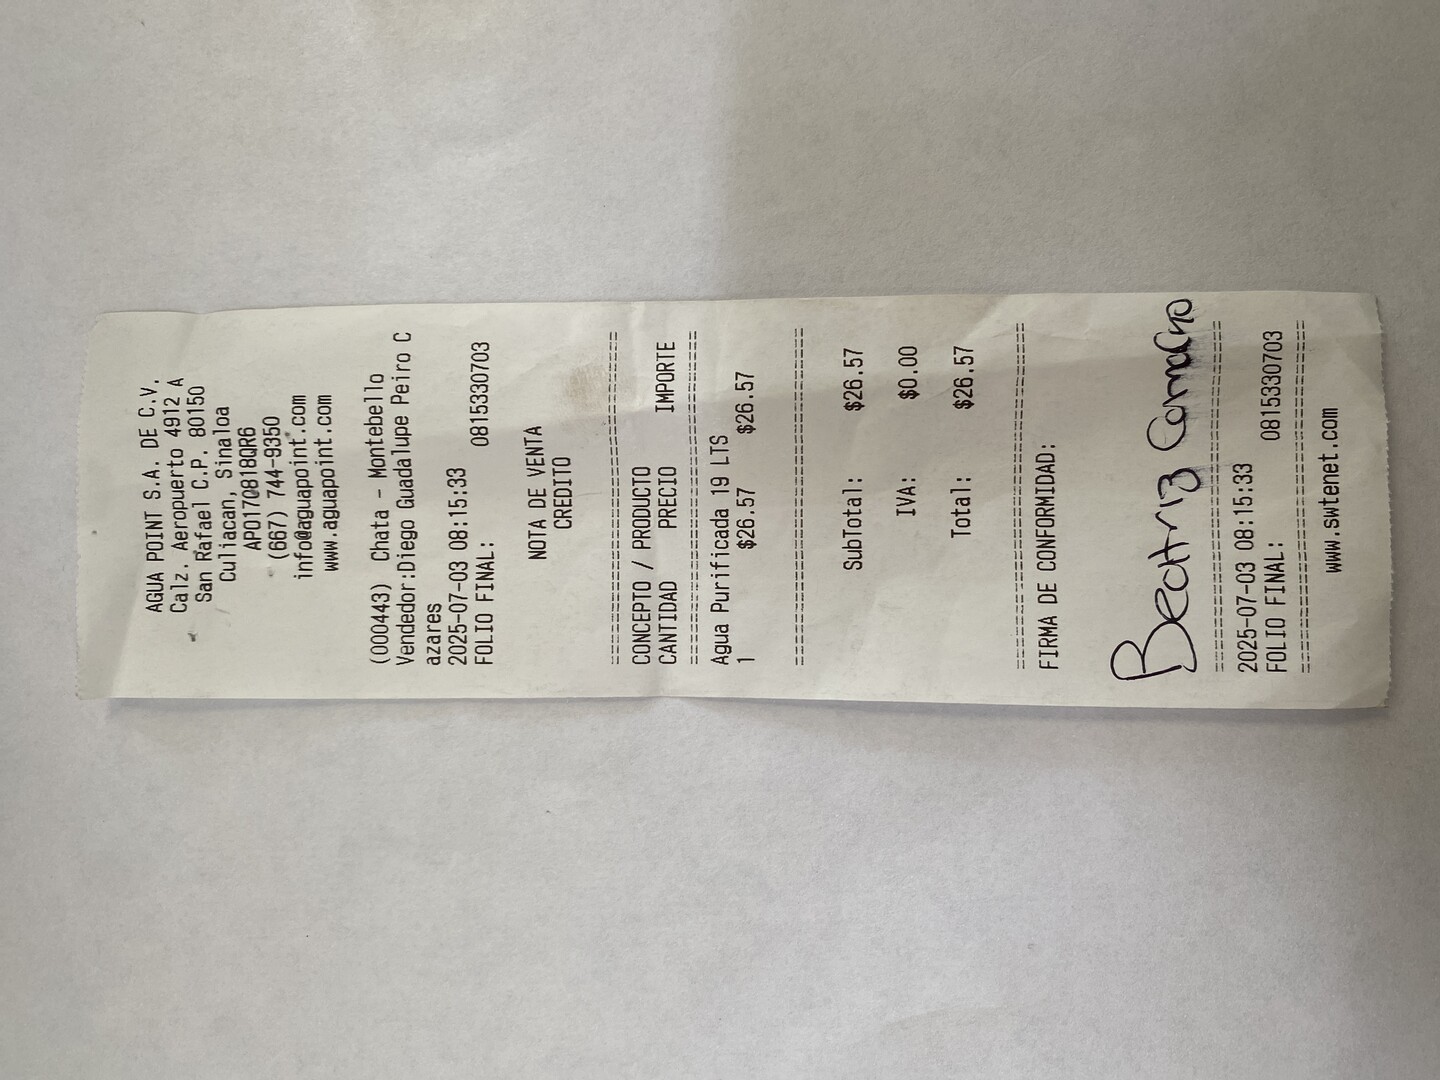 AGUA POINT S.A. DE C.V.
Calz. Aeropuerto 4912 A
San Rafael C.P. 80150
Culiacan, Sinaloa
APO170818QR6
(667) 744-9350
info@aguapoint.com
www.aguapoint.com
(000443) Chata - Montebello
Vendedor:Diego Guadalupe Peiro C
azares
2025-07-03 08:15:33
FOLIO FINAL: 0815330703
NOTA DE VENTA
CREDITO
================================
CONCEPTO / PRODUCTO
CANTIDAD PRECIO IMPORTE
================================
Agua Purificada 19 LTS
1 $26.57 $26.57
================================
SubTotal: $26.57
IVA: $0.00
Total: $26.57
================================
FIRMA DE CONFORMIDAD:
Beatriz Camacho
================================
2025-07-03 08:15:33
FOLIO FINAL: 0815330703
================================
www.swtenet.com